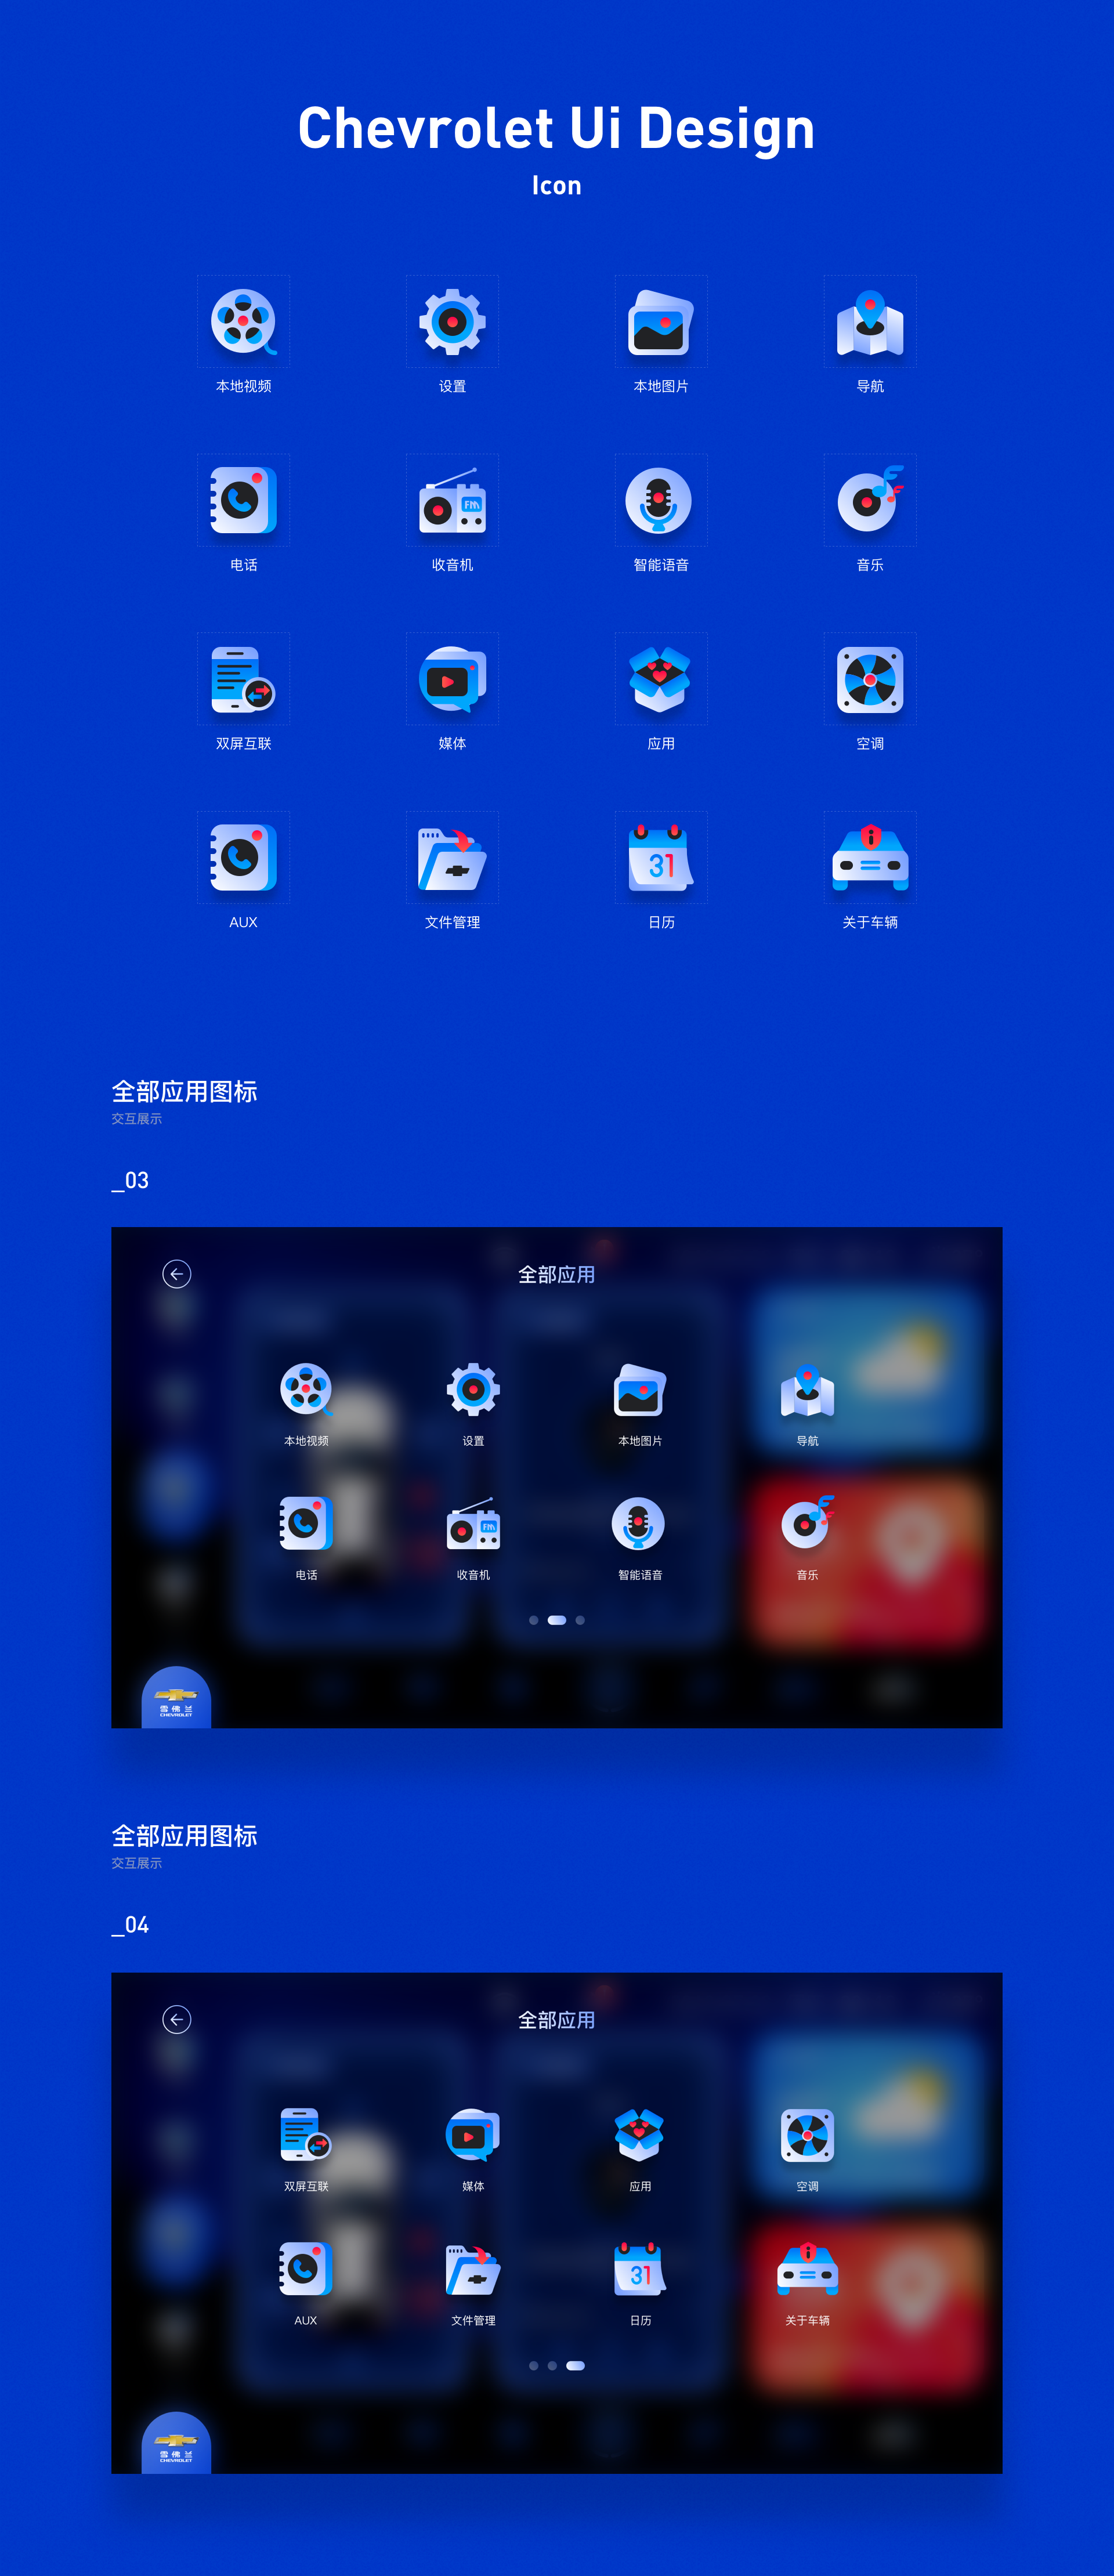 Chevrolet Ui Design
Icon
本地视频
设置
本地图片
导航
FM
电话
收音机
智能语音
音乐
双屏互联
媒体
应用
空调
31
AUX
文件管理
日历
关于车辆
全部应用图标
交互展示
_03
全部应用
本地视频
设置
本地图片
导航
FM
电话
收音机
智能语音
音乐
雪佛兰
CHEVROLET
全部应用图标
交互展示
_04
全部应用
双屏互联
媒体
应用
空调
31
AUX
文件管理
日历
关于车辆
雪佛兰
CHEVROLET